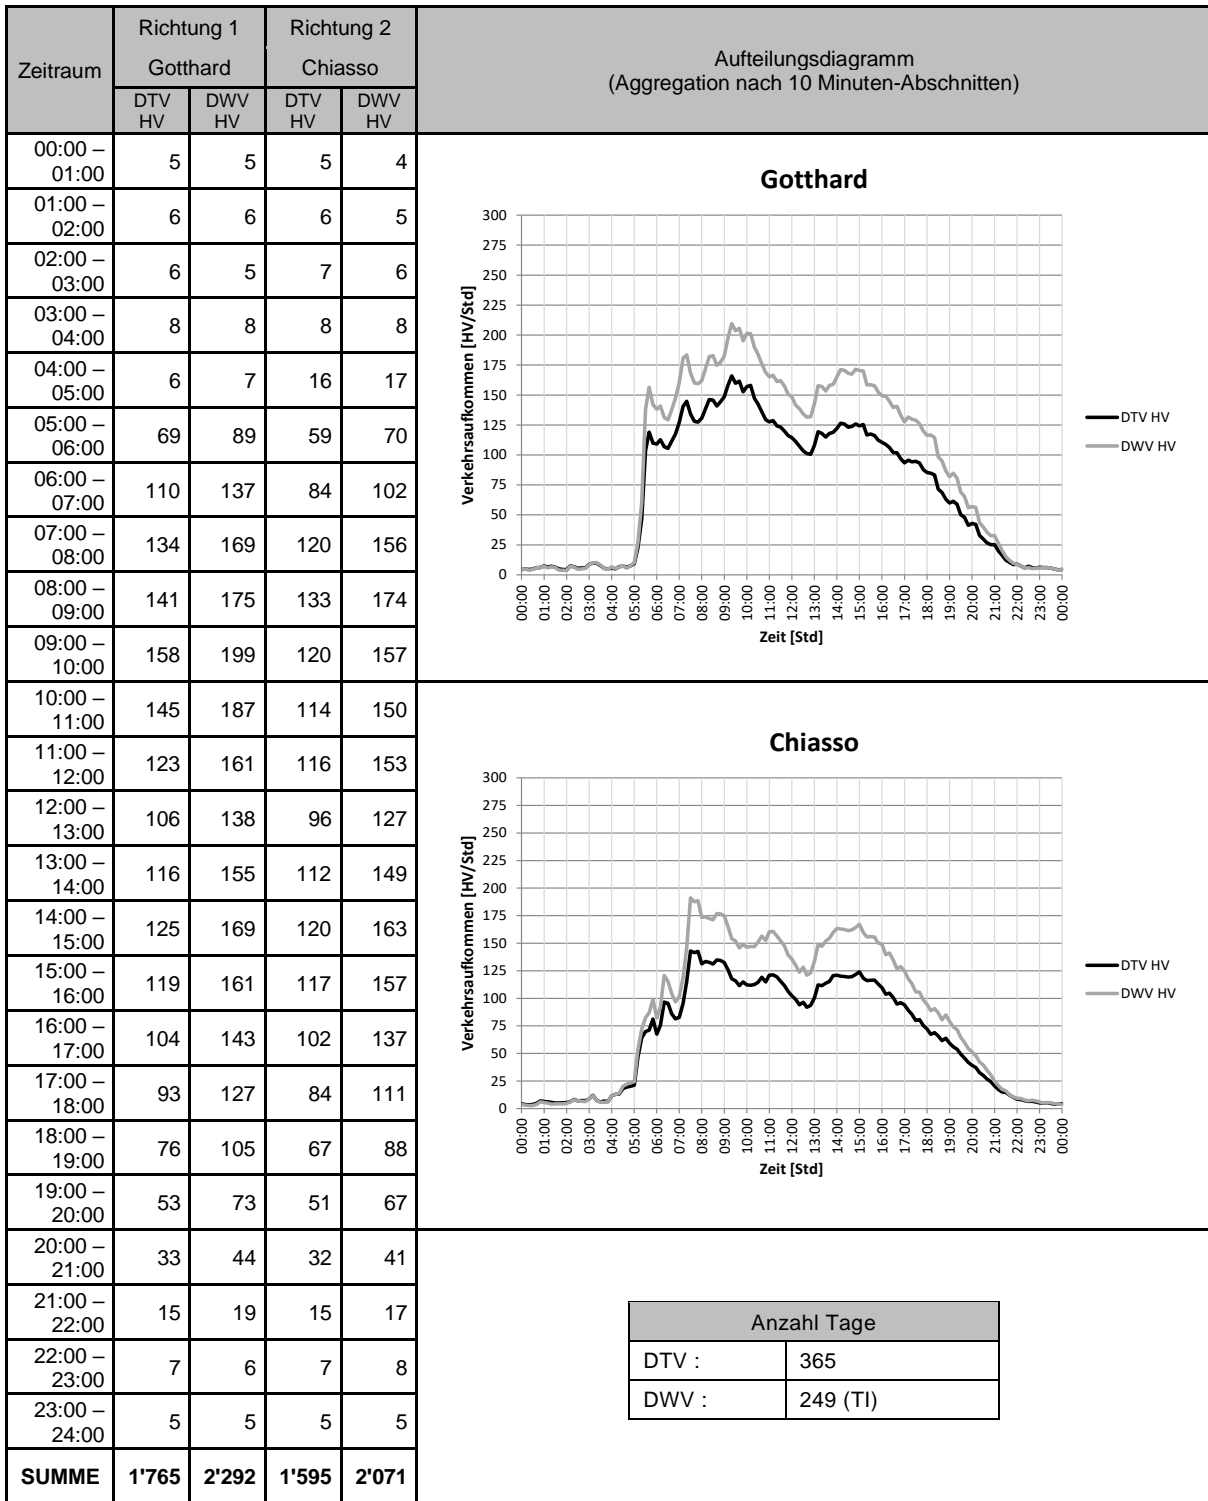 Zeitraum
Richtung 1
Richtung 2
Gotthard
Chiasso
DTV HV
DWV HV
DTV HV
DWV HV
Aufteilungsdiagramm
(Aggregation nach 10 Minuten-Abschnitten)
00:00 – 01:00 5 5 5 4
01:00 – 02:00 6 6 6 5
02:00 – 03:00 6 5 7 6
03:00 – 04:00 8 8 8 8
04:00 – 05:00 6 7 16 17
05:00 – 06:00 69 89 59 70
06:00 – 07:00 110 137 84 102
07:00 – 08:00 134 169 120 156
08:00 – 09:00 141 175 133 174
09:00 – 10:00 158 199 120 157
10:00 – 11:00 145 187 114 150
11:00 – 12:00 123 161 116 153
12:00 – 13:00 106 138 96 127
13:00 – 14:00 116 155 112 149
14:00 – 15:00 125 169 120 163
15:00 – 16:00 119 161 117 157
16:00 – 17:00 104 143 102 137
17:00 – 18:00 93 127 84 111
18:00 – 19:00 76 105 67 88
19:00 – 20:00 53 73 51 67
20:00 – 21:00 33 44 32 41
21:00 – 22:00 15 19 15 17
22:00 – 23:00 7 6 7 8
23:00 – 24:00 5 5 5 5
SUMME 1'765 2'292 1'595 2'071
Gotthard
Verkehrsaufkommen [HV/Std]
300
275
250
225
200
175
150
125
100
75
50
25
0
00:00 01:00 02:00 03:00 04:00 05:00 06:00 07:00 08:00 09:00 10:00 11:00 12:00 13:00 14:00 15:00 16:00 17:00 18:00 19:00 20:00 21:00 22:00 23:00 00:00
Zeit [Std]
DTV HV
DWV HV
Chiasso
Verkehrsaufkommen [HV/Std]
300
275
250
225
200
175
150
125
100
75
50
25
0
00:00 01:00 02:00 03:00 04:00 05:00 06:00 07:00 08:00 09:00 10:00 11:00 12:00 13:00 14:00 15:00 16:00 17:00 18:00 19:00 20:00 21:00 22:00 23:00 00:00
Zeit [Std]
DTV HV
DWV HV
Anzahl Tage
DTV : 365
DWV : 249 (TI)